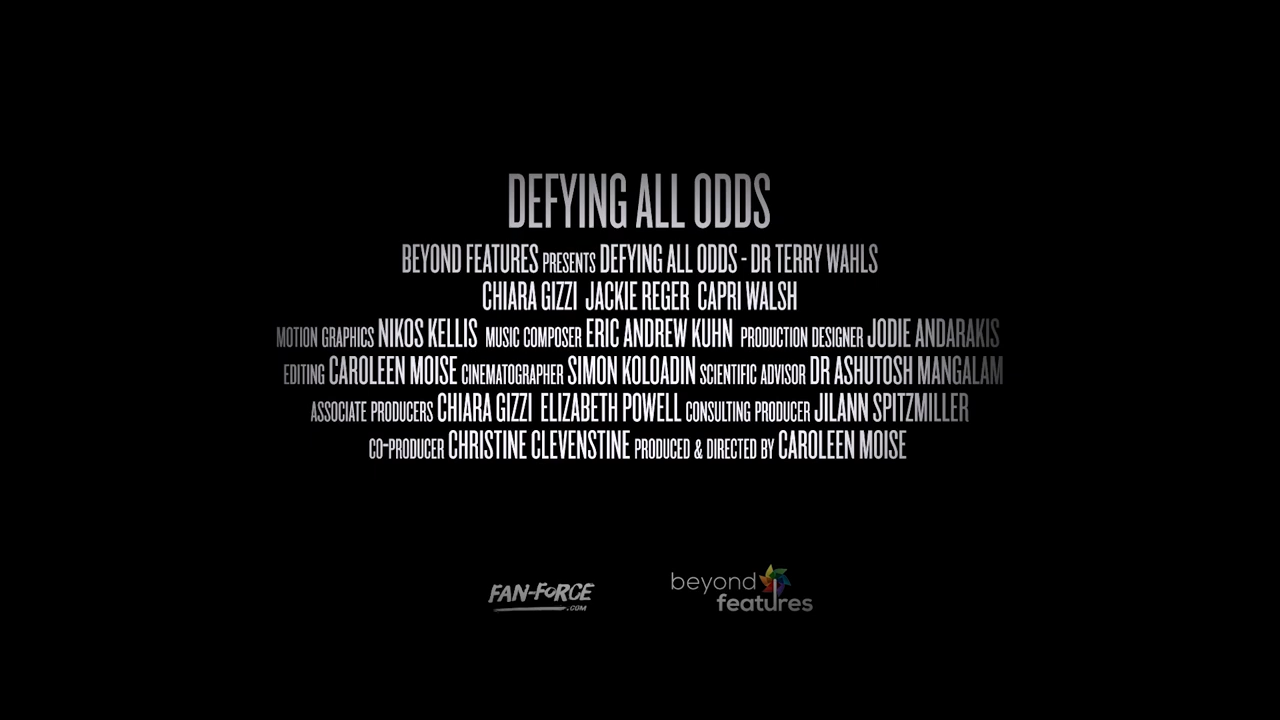 DEFYING ALL ODDS
BEYOND FEATURES PRESENTS DEFYING ALL ODDS - DR TERRY WAHLS
CHIARA GIZZI JACKIE REGER CAPRI WALSH
MOTION GRAPHICS NIKOS KELLIS MUSIC COMPOSER ERIC ANDREW KUHN PRODUCTION DESIGNER JODIE ANDARAKIS
EDITING CAROLEEN MOISE CINEMATOGRAPHER SIMON KOLOADIN SCIENTIFIC ADVISOR DR ASHUTOSH MANGALAM
ASSOCIATE PRODUCERS CHIARA GIZZI ELIZABETH POWELL CONSULTING PRODUCER JILANN SPITZMILLER
CO-PRODUCER CHRISTINE CLEVENSTINE PRODUCED & DIRECTED BY CAROLEEN MOISE
FAN-FORCE
.COM
beyond
features